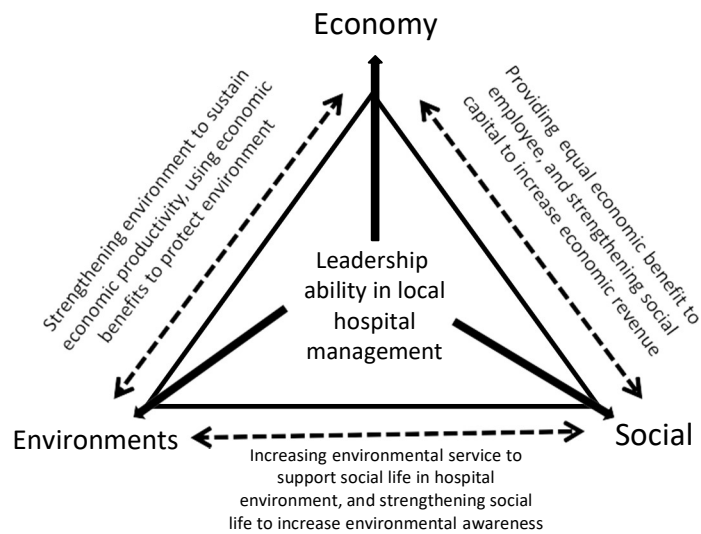 Economy
Strengthening environment to sustain
economic productivity, using economic
benefits to protect environment
Providing equal economic benefit to
employee, and strengthening social
capital to increase economic revenue
Leadership
ability in local
hospital
management
Environments
Social
Increasing environmental service to
support social life in hospital
environment, and strengthening social
life to increase environmental awareness